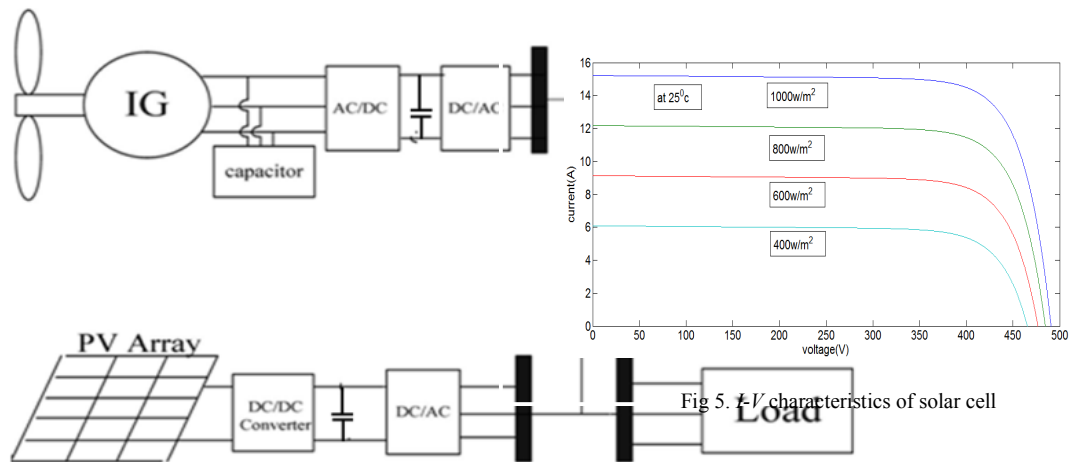 IG
AC/DC
DC/AC
capacitor
16
14
12
10
8
6
4
2
0
current(A)
at 25⁰c
1000w/m²
800w/m²
600w/m²
400w/m²
0 50 100 150 200 250 300 350 400 450 500
voltage(V)
PV Array
DC/DC
Converter
DC/AC
Load
Fig 5. I-V characteristics of solar cell